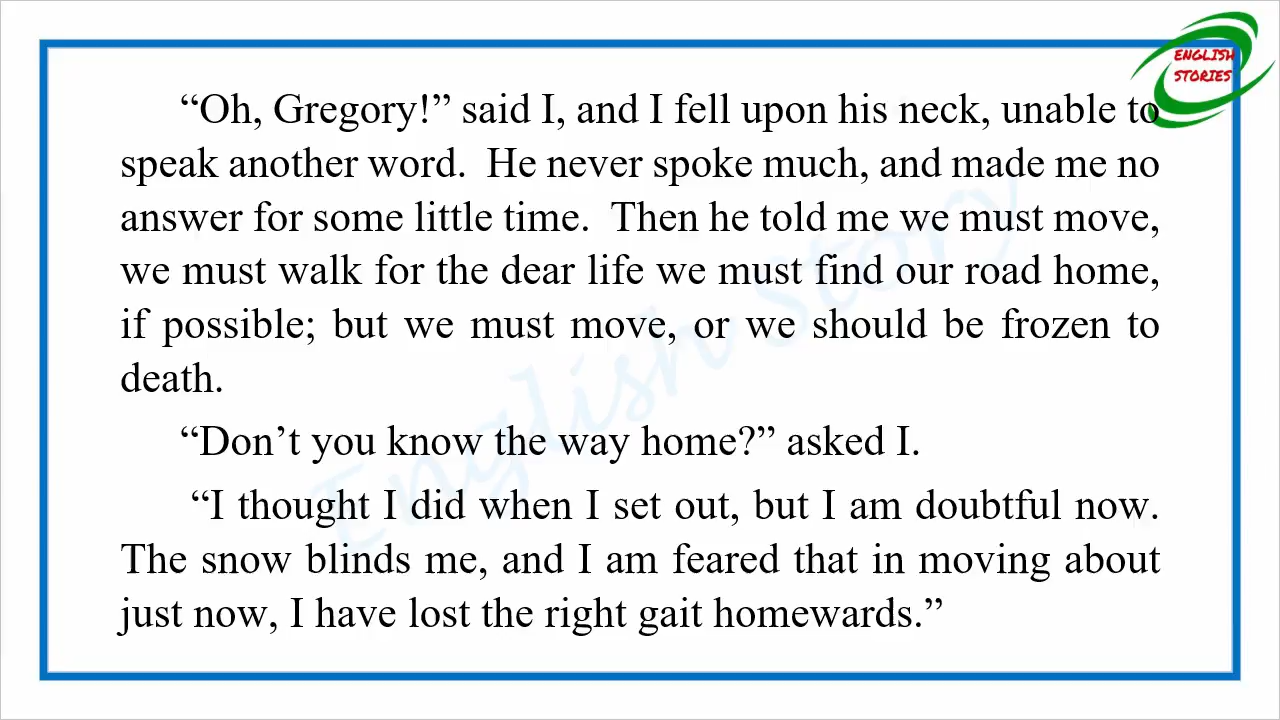 ENGLISH
STORIES
“Oh, Gregory!” said I, and I fell upon his neck, unable to
speak another word.  He never spoke much, and made me no
answer for some little time.  Then he told me we must move,
we must walk for the dear life we must find our road home,
if possible; but we must move, or we should be frozen to
death.
“Don’t you know the way home?” asked I.
“I thought I did when I set out, but I am doubtful now.
The snow blinds me, and I am feared that in moving about
just now, I have lost the right gait homewards.”
English Story